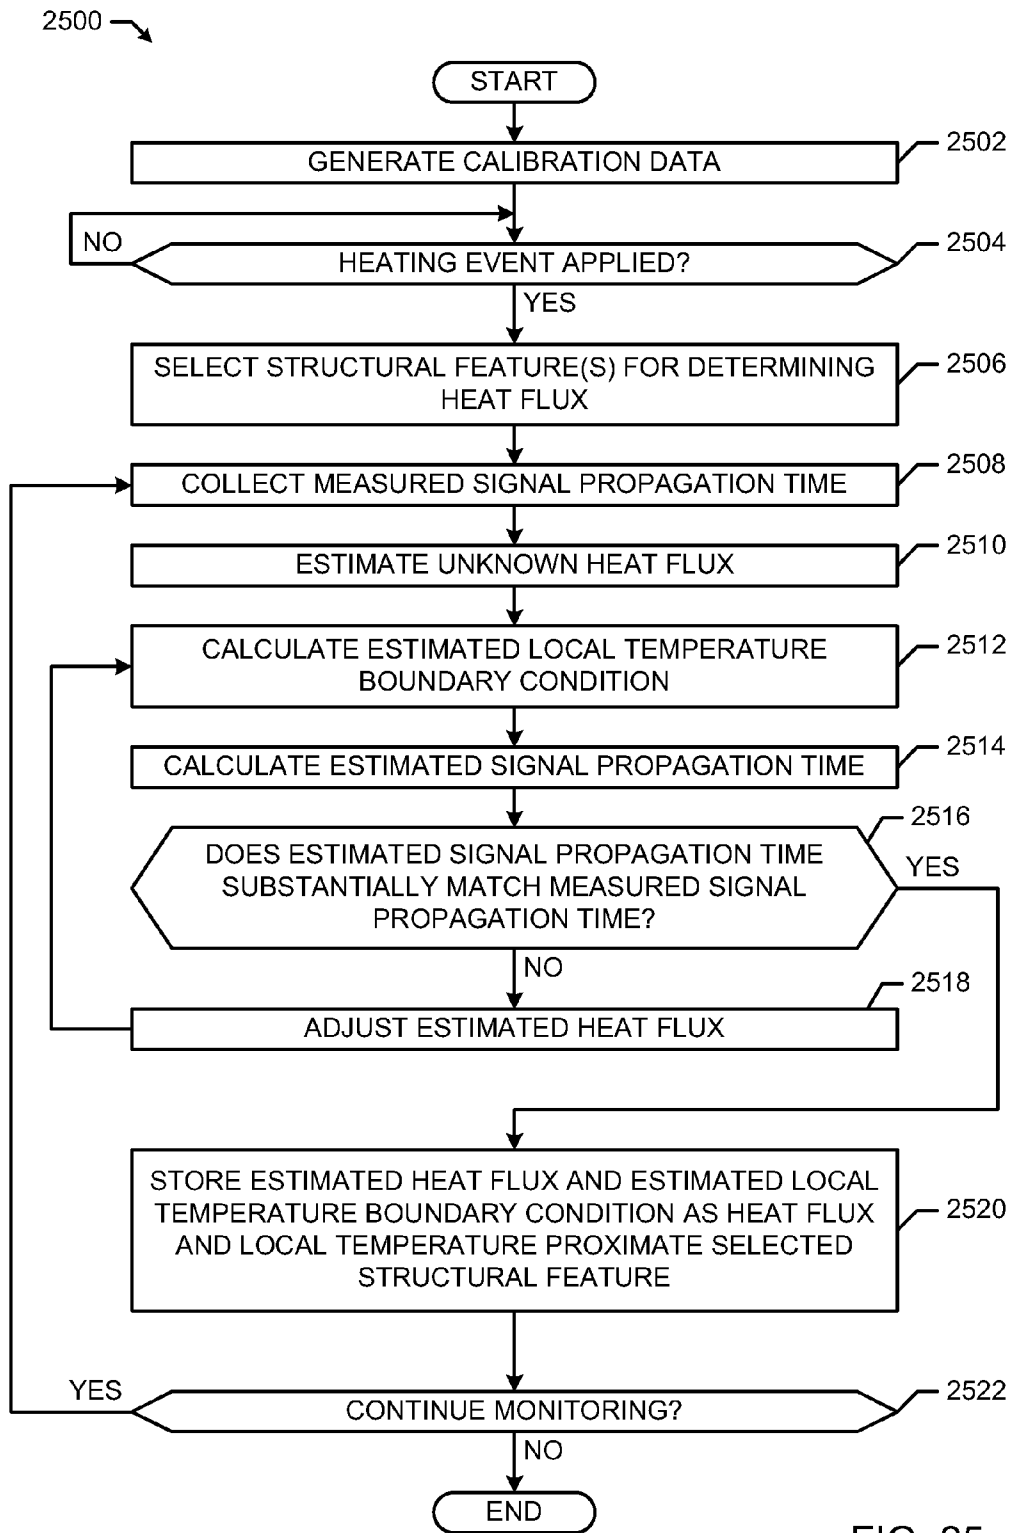 2500
START
GENERATE CALIBRATION DATA
2502
NO
HEATING EVENT APPLIED?
2504
YES
SELECT STRUCTURAL FEATURE(S) FOR DETERMINING
HEAT FLUX
2506
COLLECT MEASURED SIGNAL PROPAGATION TIME
2508
ESTIMATE UNKNOWN HEAT FLUX
2510
CALCULATE ESTIMATED LOCAL TEMPERATURE
BOUNDARY CONDITION
2512
CALCULATE ESTIMATED SIGNAL PROPAGATION TIME
2514
DOES ESTIMATED SIGNAL PROPAGATION TIME
SUBSTANTIALLY MATCH MEASURED SIGNAL
PROPAGATION TIME?
2516
YES
NO
ADJUST ESTIMATED HEAT FLUX
2518
STORE ESTIMATED HEAT FLUX AND ESTIMATED LOCAL
TEMPERATURE BOUNDARY CONDITION AS HEAT FLUX
AND LOCAL TEMPERATURE PROXIMATE SELECTED
STRUCTURAL FEATURE
2520
YES
CONTINUE MONITORING?
2522
NO
END